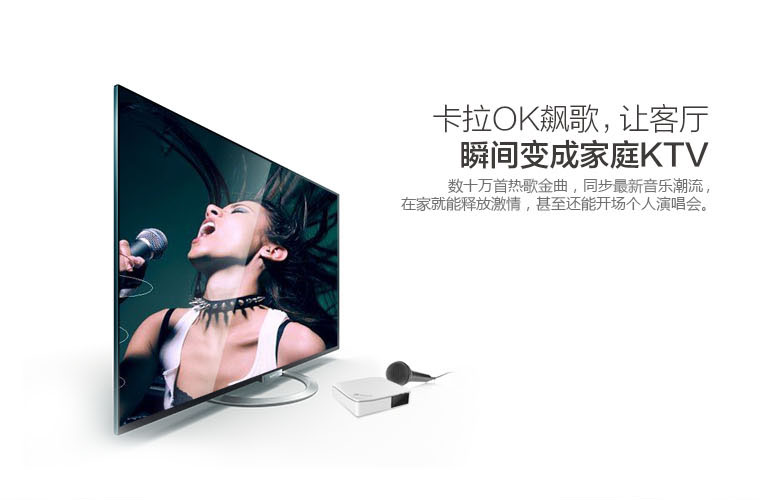 卡拉OK飙歌，让客厅
瞬间变成家庭KTV
数十万首热歌金曲，同步最新音乐潮流，
在家就能释放激情，甚至还能开场个人演唱会。